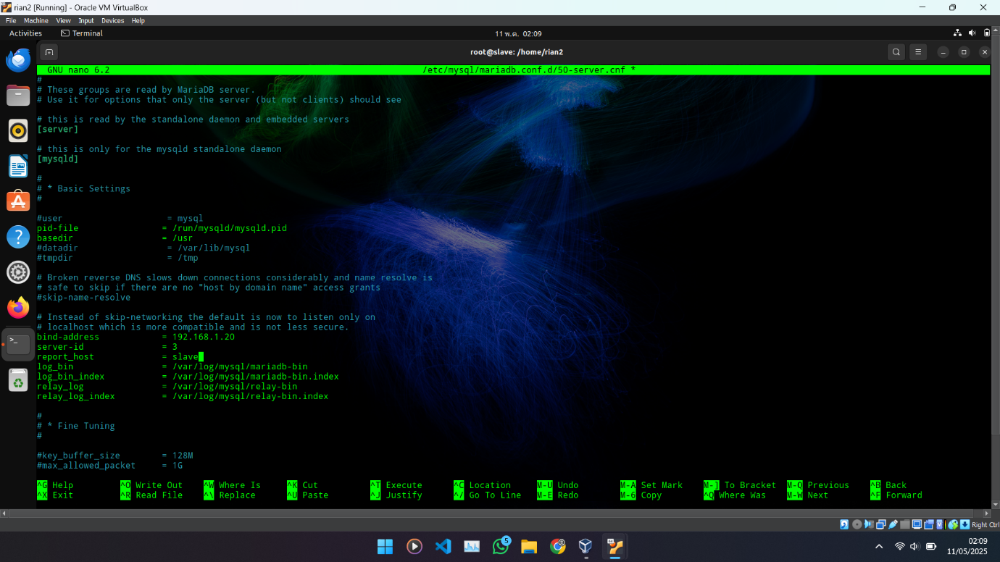 rian2 [Running] - Oracle VM VirtualBox
File Machine View Input Devices Help
Activities Terminal 11 พ.ค. 02:09
root@slave: /home/rian2
GNU nano 6.2 /etc/mysql/mariadb.conf.d/50-server.cnf *
#
# These groups are read by MariaDB server.
# Use it for options that only the server (but not clients) should see
# this is read by the standalone daemon and embedded servers
[server]
# this is only for the mysqld standalone daemon
[mysqld]
#
# * Basic Settings
#
#user = mysql
pid-file = /run/mysqld/mysqld.pid
basedir = /usr
#datadir = /var/lib/mysql
#tmpdir = /tmp
# Broken reverse DNS slows down connections considerably and name resolve is
# safe to skip if there are no "host by domain name" access grants
#skip-name-resolve
# Instead of skip-networking the default is now to listen only on
# localhost which is more compatible and is not less secure.
bind-address = 192.168.1.20
server-id = 3
report_host = slave
log_bin = /var/log/mysql/mariadb-bin
log_bin_index = /var/log/mysql/mariadb-bin.index
relay_log = /var/log/mysql/relay-bin
relay_log_index = /var/log/mysql/relay-bin.index
#
# * Fine Tuning
#
#key_buffer_size = 128M
#max_allowed_packet = 1G
^G Help ^O Write Out ^W Where Is ^K Cut ^T Execute ^C Location M-U Undo M-A Set Mark M-] To Bracket M-Q Previous ^B Back
^X Exit ^R Read File ^\ Replace ^U Paste ^J Justify ^/ Go To Line M-E Redo M-6 Copy ^Q Where Was M-W Next ^F Forward
Right Ctrl
5
02:09
11/05/2025